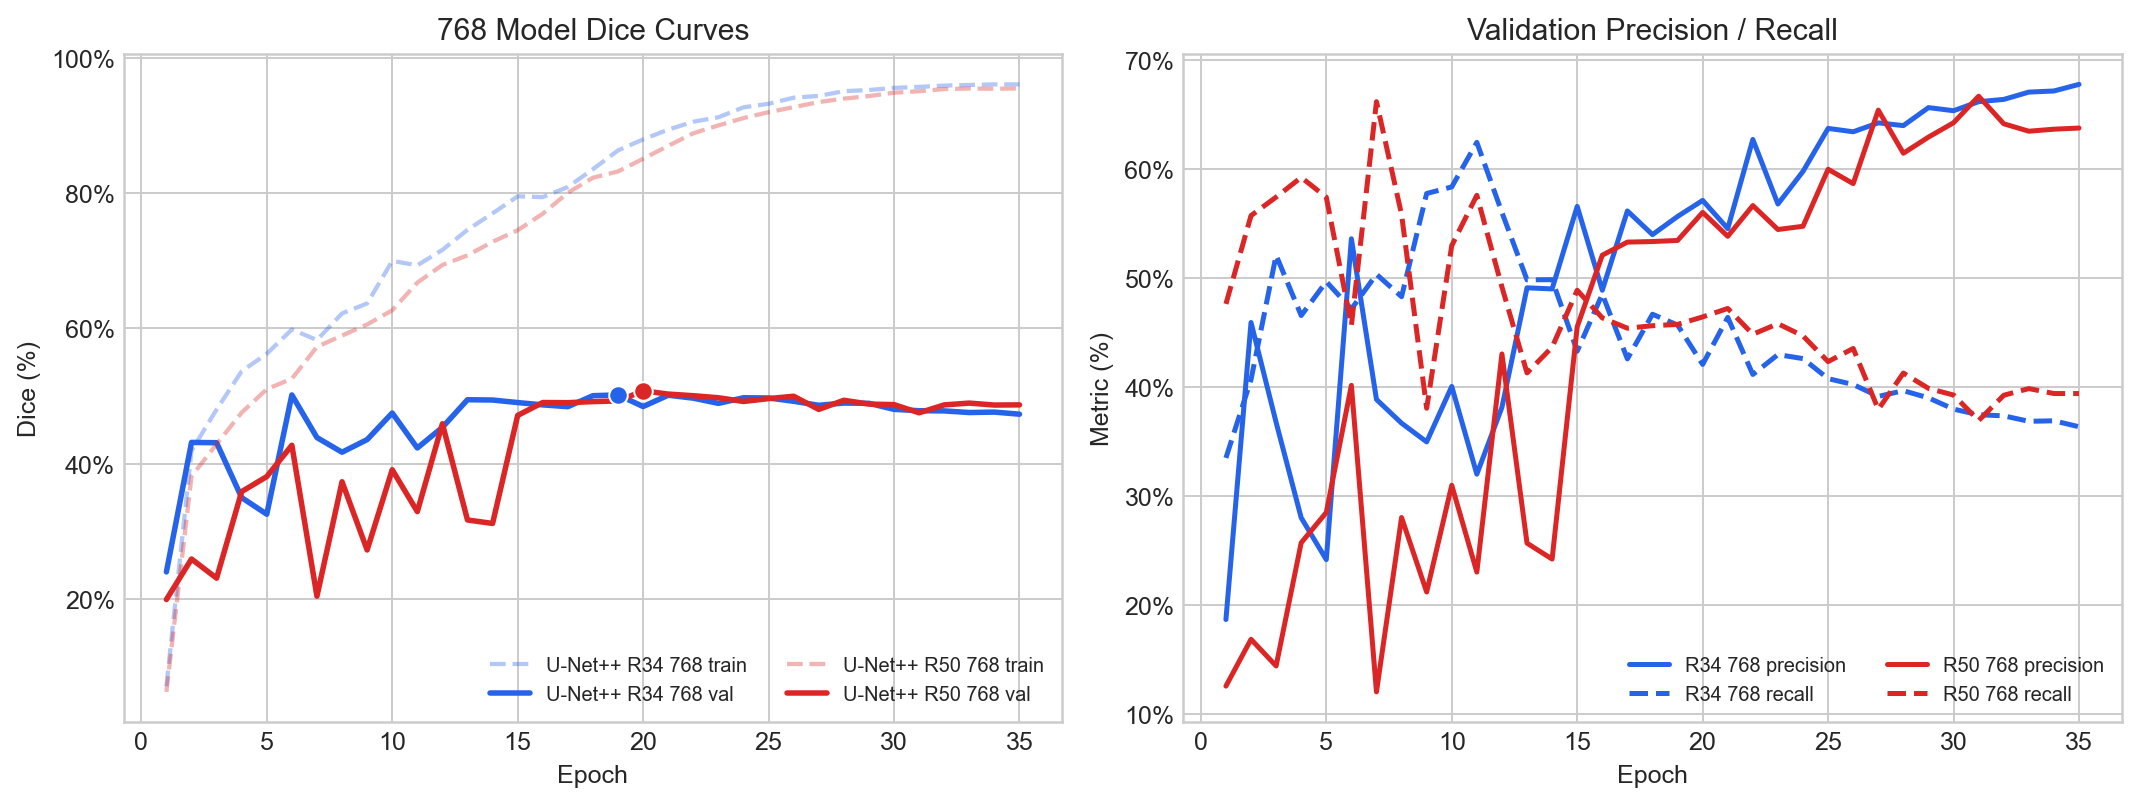 768 Model Dice Curves
Dice (%)
100%
80%
60%
40%
20%
0 5 10 15 20 25 30 35
Epoch
U-Net++ R34 768 train
U-Net++ R34 768 val
U-Net++ R50 768 train
U-Net++ R50 768 val
Validation Precision / Recall
Metric (%)
70%
60%
50%
40%
30%
20%
10%
0 5 10 15 20 25 30 35
Epoch
R34 768 precision
R34 768 recall
R50 768 precision
R50 768 recall